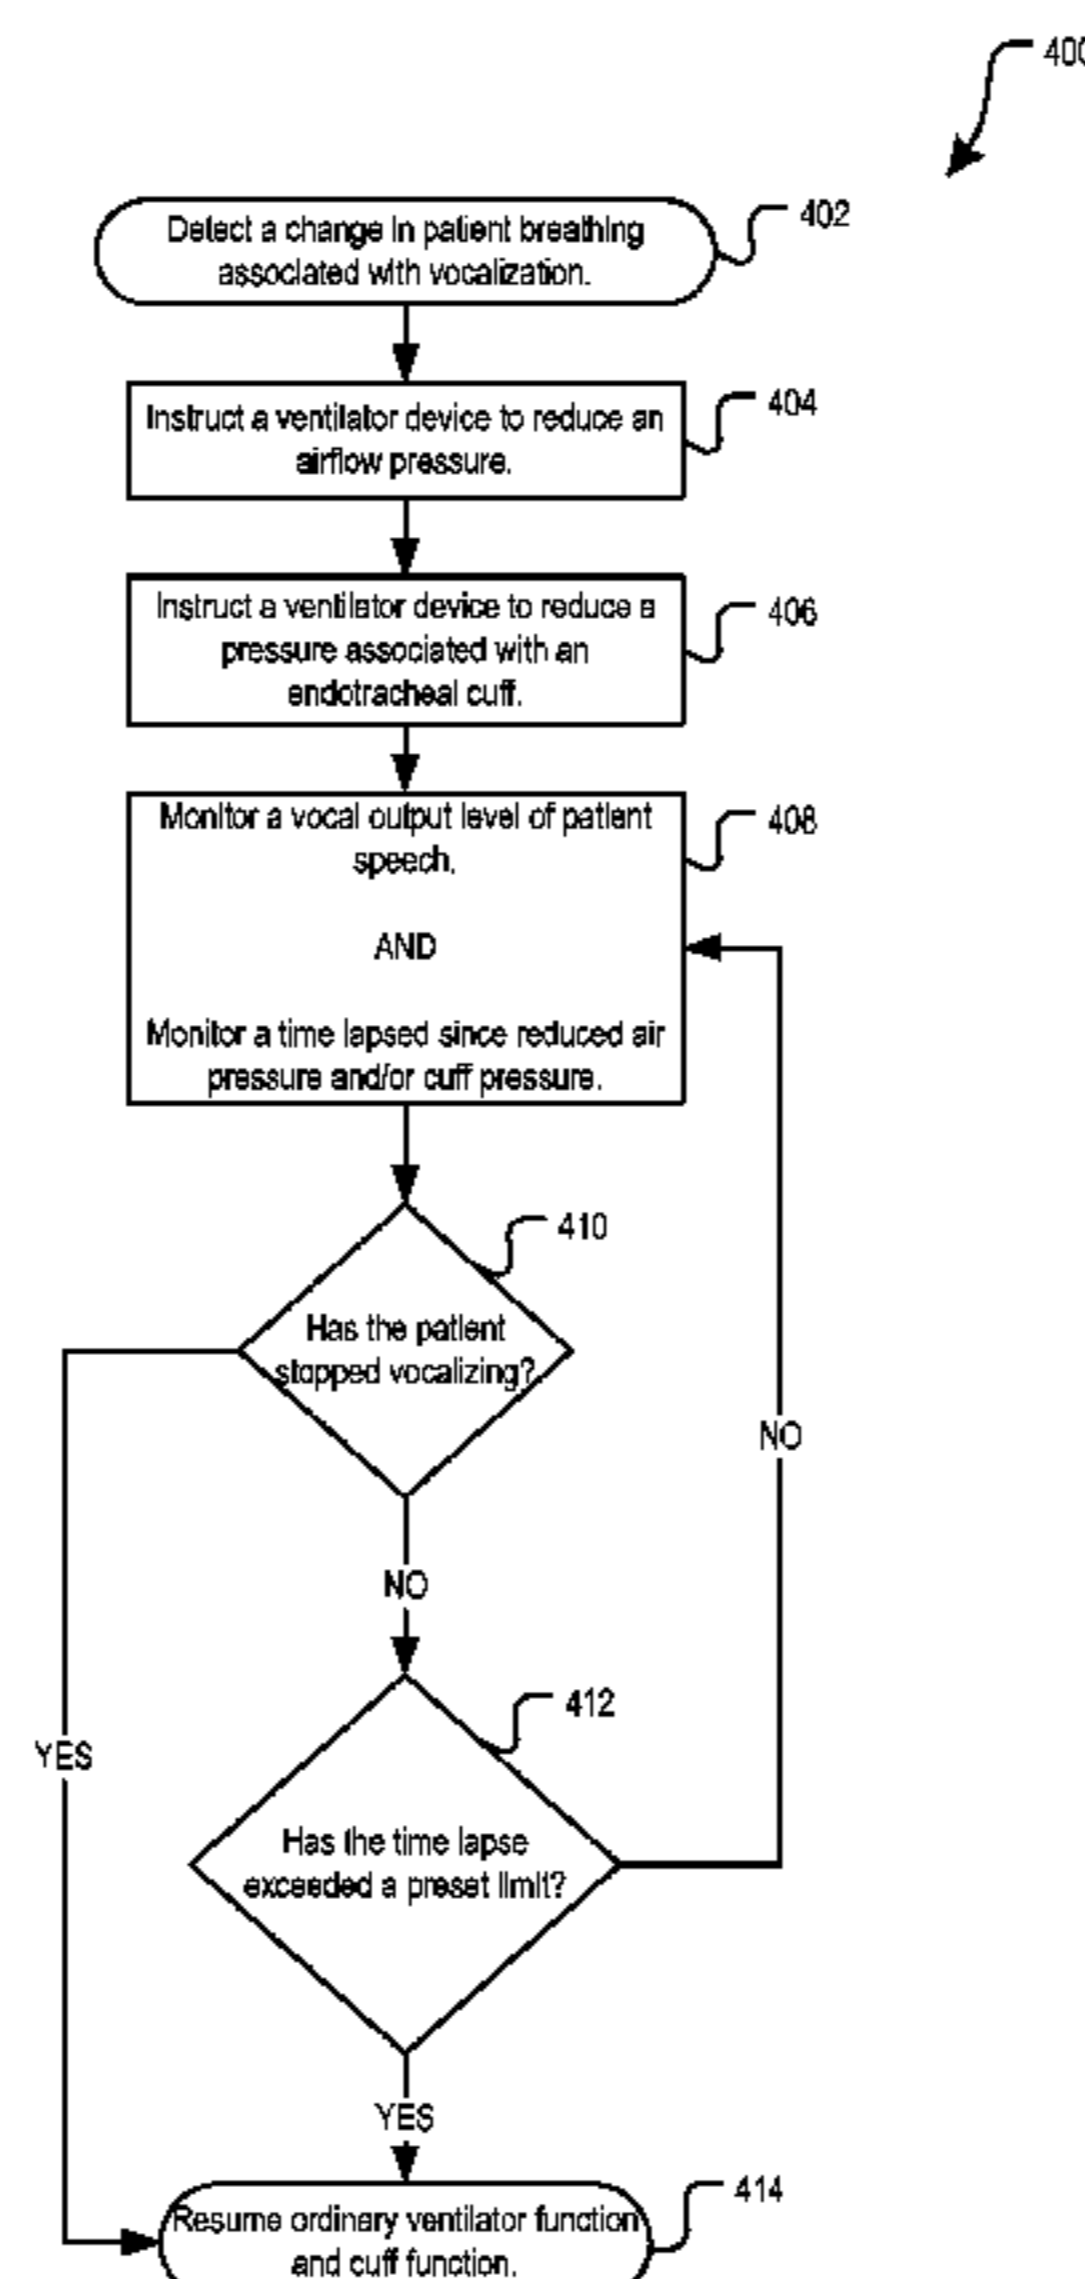 400
Detect a change in patient breathing
associated with vocalization.
402
Instruct a ventilator device to reduce an
airflow pressure.
404
Instruct a ventilator device to reduce a
pressure associated with an
endotracheal cuff.
406
Monitor a vocal output level of patient
speech.
408
AND
Monitor a time lapsed since reduced air
pressure and/or cuff pressure.
410
Has the patient
stopped vocalizing?
NO
NO
412
YES
Has the time lapse
exceeded a preset limit?
YES
414
Resume ordinary ventilator function
and cuff function.